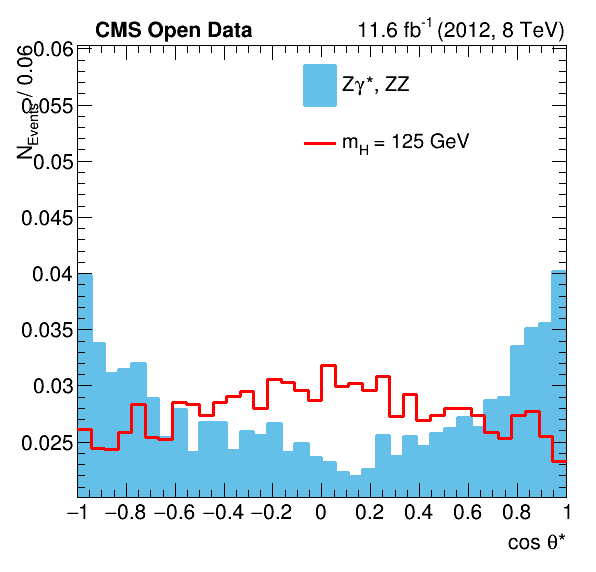 CMS Open Data
11.6 fb⁻¹ (2012, 8 TeV)
N_Events / 0.06
0.06
0.055
0.05
0.045
0.04
0.035
0.03
0.025
Zγ*, ZZ
m_H = 125 GeV
−1 −0.8 −0.6 −0.4 −0.2 0 0.2 0.4 0.6 0.8 1
cos θ*